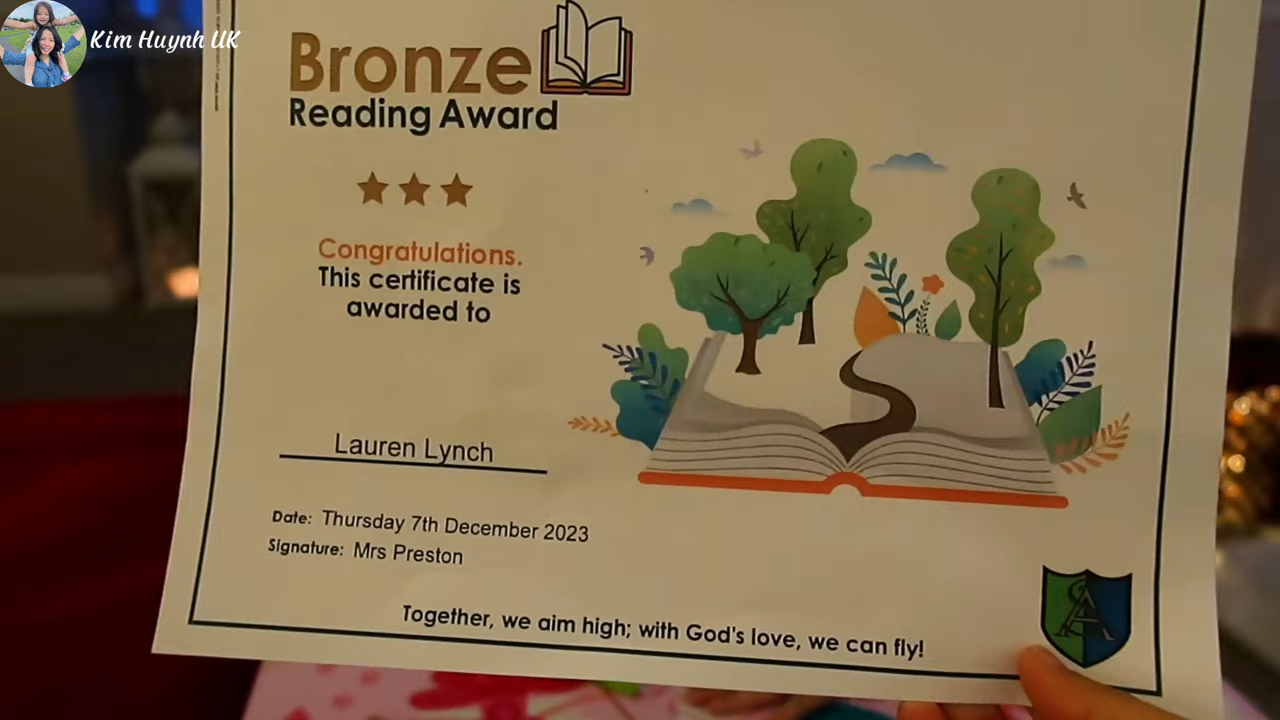 Kim Huynh UK
Bronze
Reading Award
Congratulations.
This certificate is
awarded to
Lauren Lynch
Date: Thursday 7th December 2023
Signature: Mrs Preston
Together, we aim high; with God's love, we can fly!